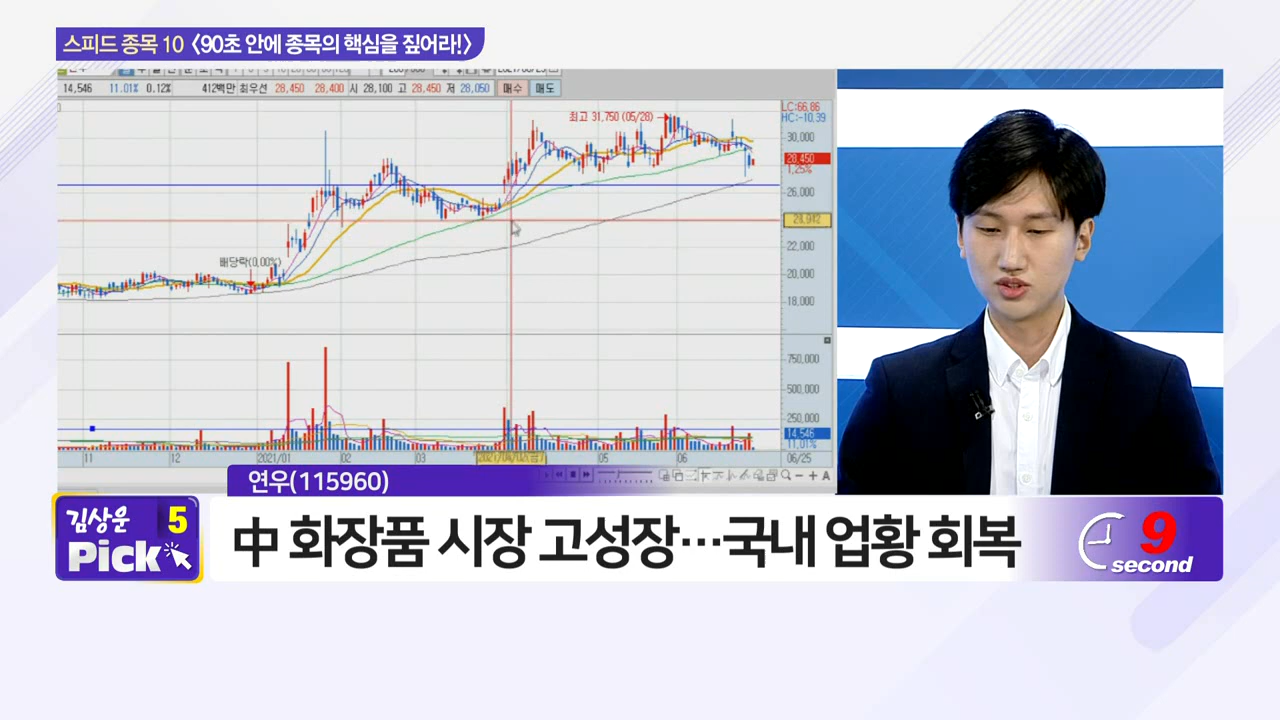 스피드 종목 10 〈90초 안에 종목의 핵심을 짚어라!〉
14,546 11.01% 0.12% 412백만 최우선 28,450 28,400 시 28,100 고 28,450 저 28,050 매수 매도
LC:66.86
HC:-10.39
최고 31,750 (05/28)
30,000
28,450
1.25%
26,000
22,000
20,000
18,000
배당락(0.00%)
750,000
500,000
250,000
14,546
11.01%
11 12 2021/01 02 03 05 06 06/25
연우(115960)
김상운 5
Pick
中 화장품 시장 고성장…국내 업황 회복
9
second